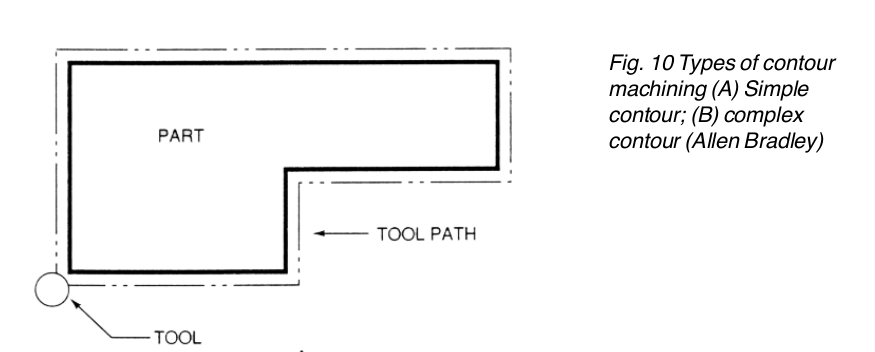 Fig. 10 Types of contour
machining (A) Simple
contour; (B) complex
contour (Allen Bradley)
PART
TOOL PATH
TOOL